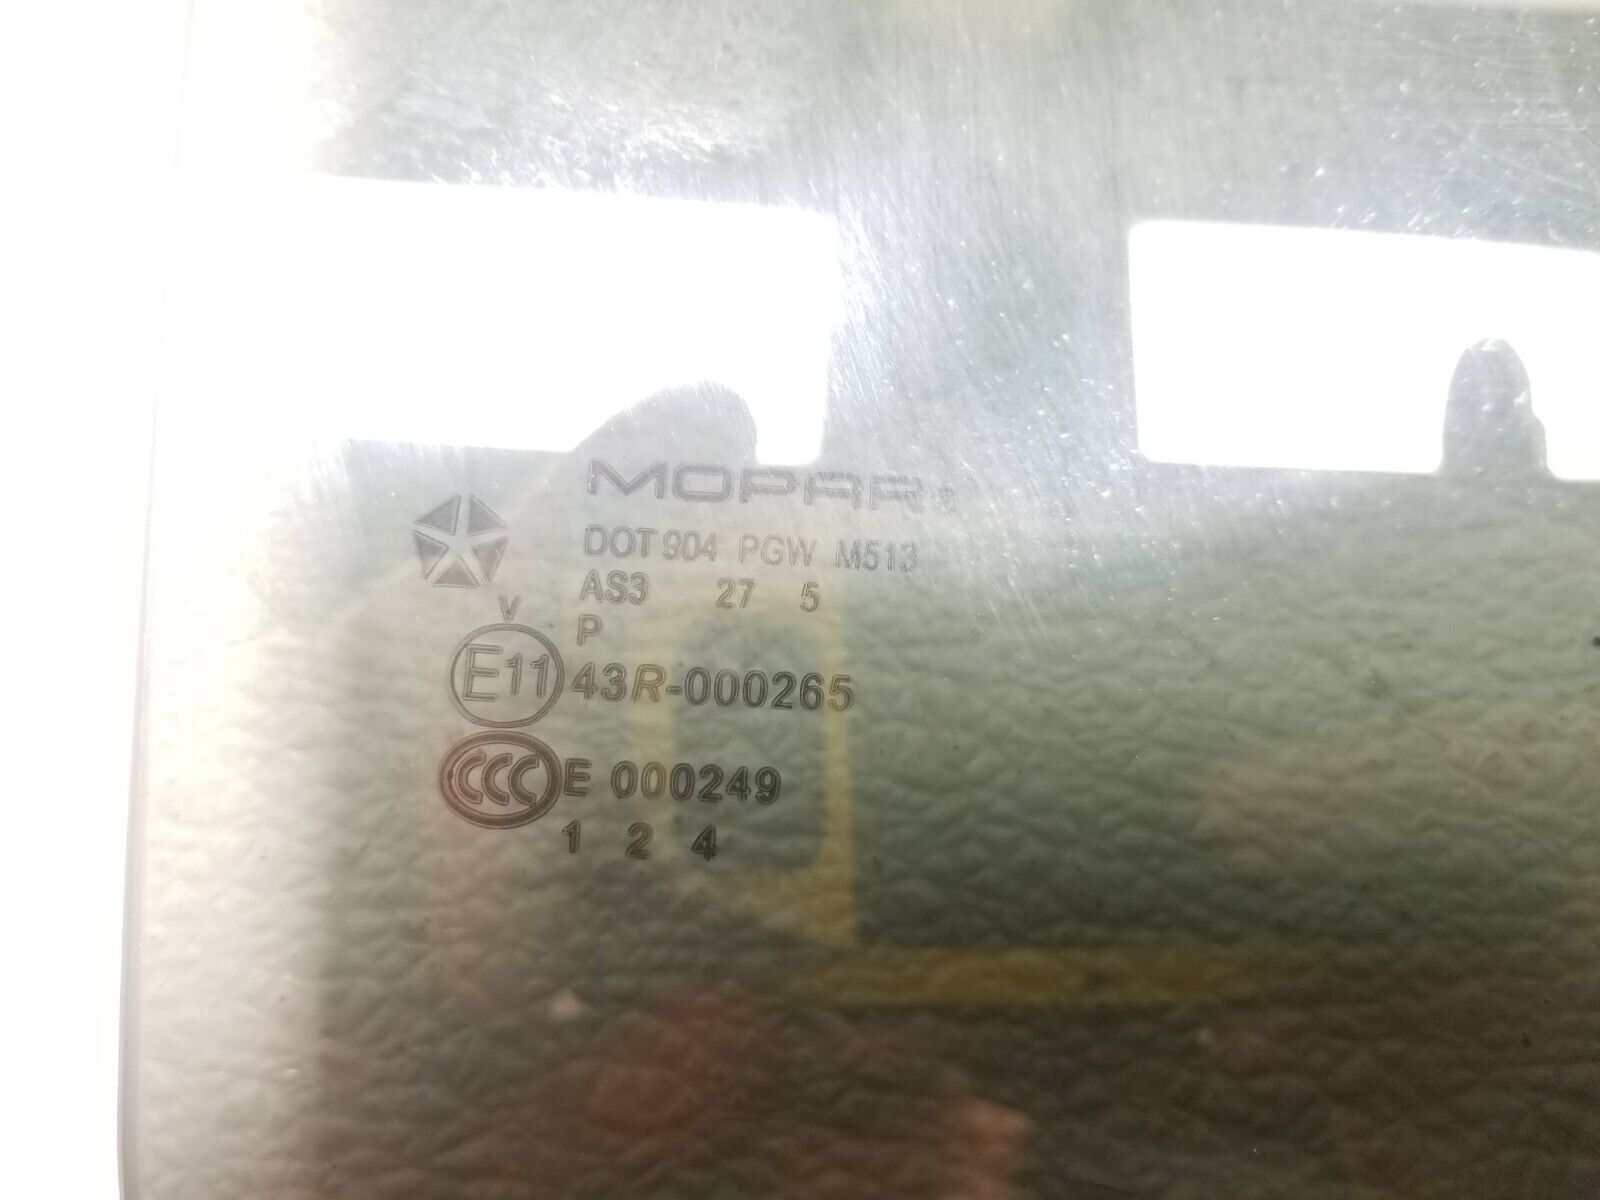 MOPAR®
DOT 904 PGW M513
AS3 27 5
V
P
E11 43R-000265
CCC E 000249
1 2 4